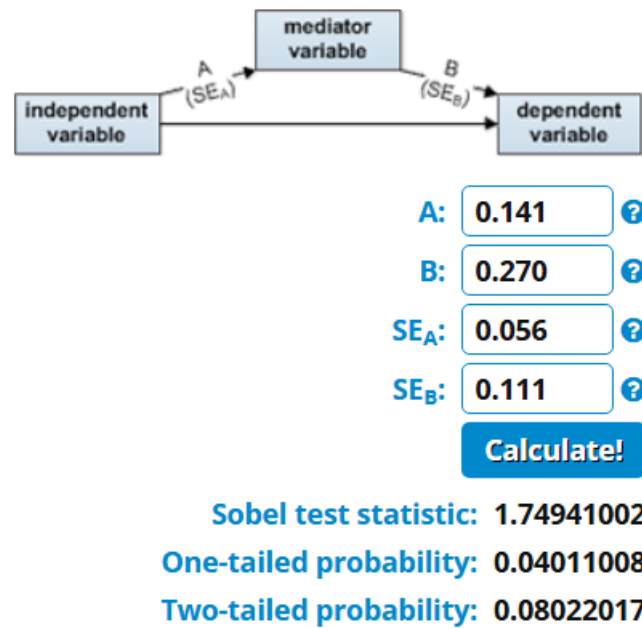 mediator
variable
A
(SEA)
B
(SEB)
independent
variable
dependent
variable
A: 0.141 ?
B: 0.270 ?
SEA: 0.056 ?
SEB: 0.111 ?
Calculate!
Sobel test statistic: 1.74941002
One-tailed probability: 0.04011008
Two-tailed probability: 0.08022017